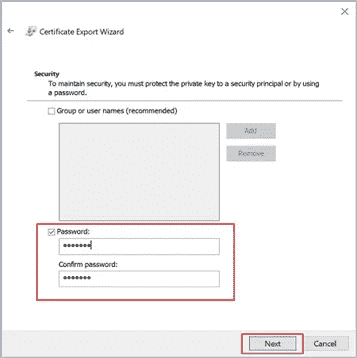 Certificate Export Wizard
Security
To maintain security, you must protect the private key to a security principal or by using
a password.
Group or user names (recommended)
Add
Remove
Password:
●●●●●●●
Confirm password:
●●●●●●●
Next
Cancel